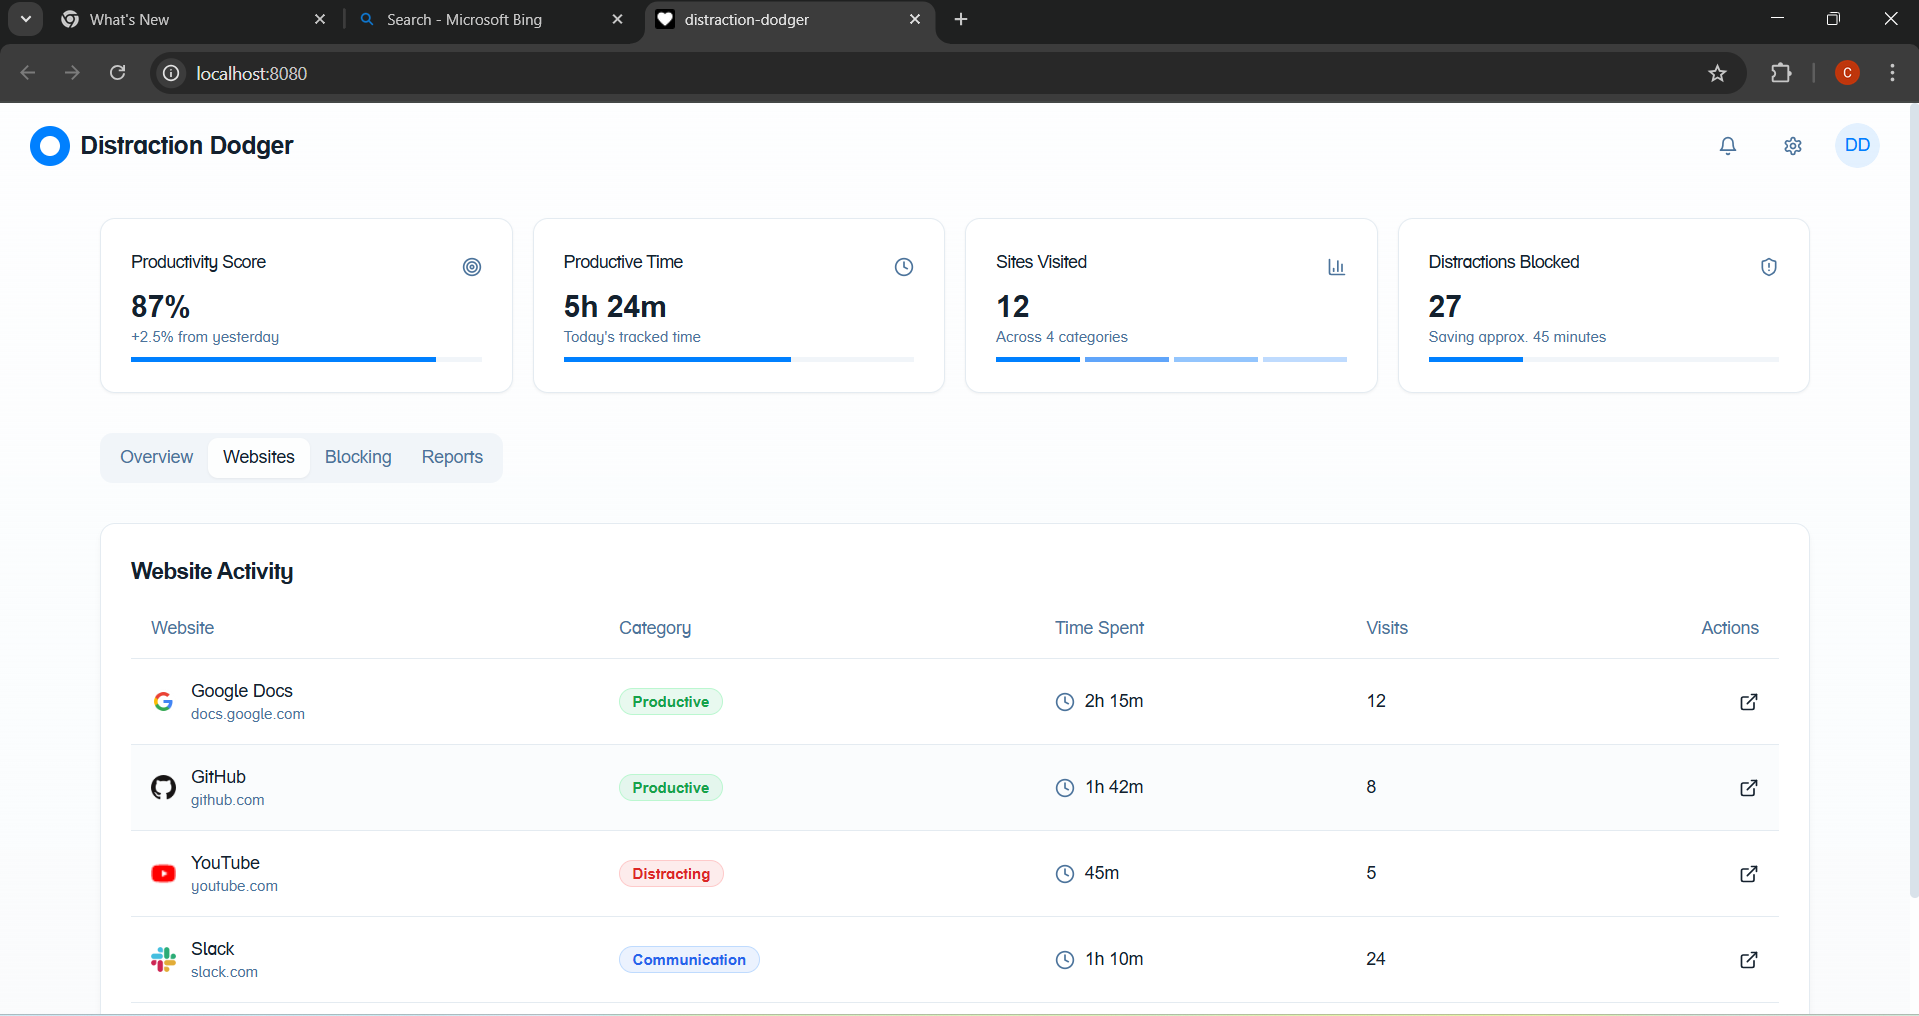 What's New
Search - Microsoft Bing
distraction-dodger
localhost:8080
C
Distraction Dodger
DD
Productivity Score
87%
+2.5% from yesterday
Productive Time
5h 24m
Today's tracked time
Sites Visited
12
Across 4 categories
Distractions Blocked
27
Saving approx. 45 minutes
Overview Websites Blocking Reports
Website Activity
Website Category Time Spent Visits Actions
Google Docs
docs.google.com
Productive
2h 15m
12
GitHub
github.com
Productive
1h 42m
8
YouTube
youtube.com
Distracting
45m
5
Slack
slack.com
Communication
1h 10m
24